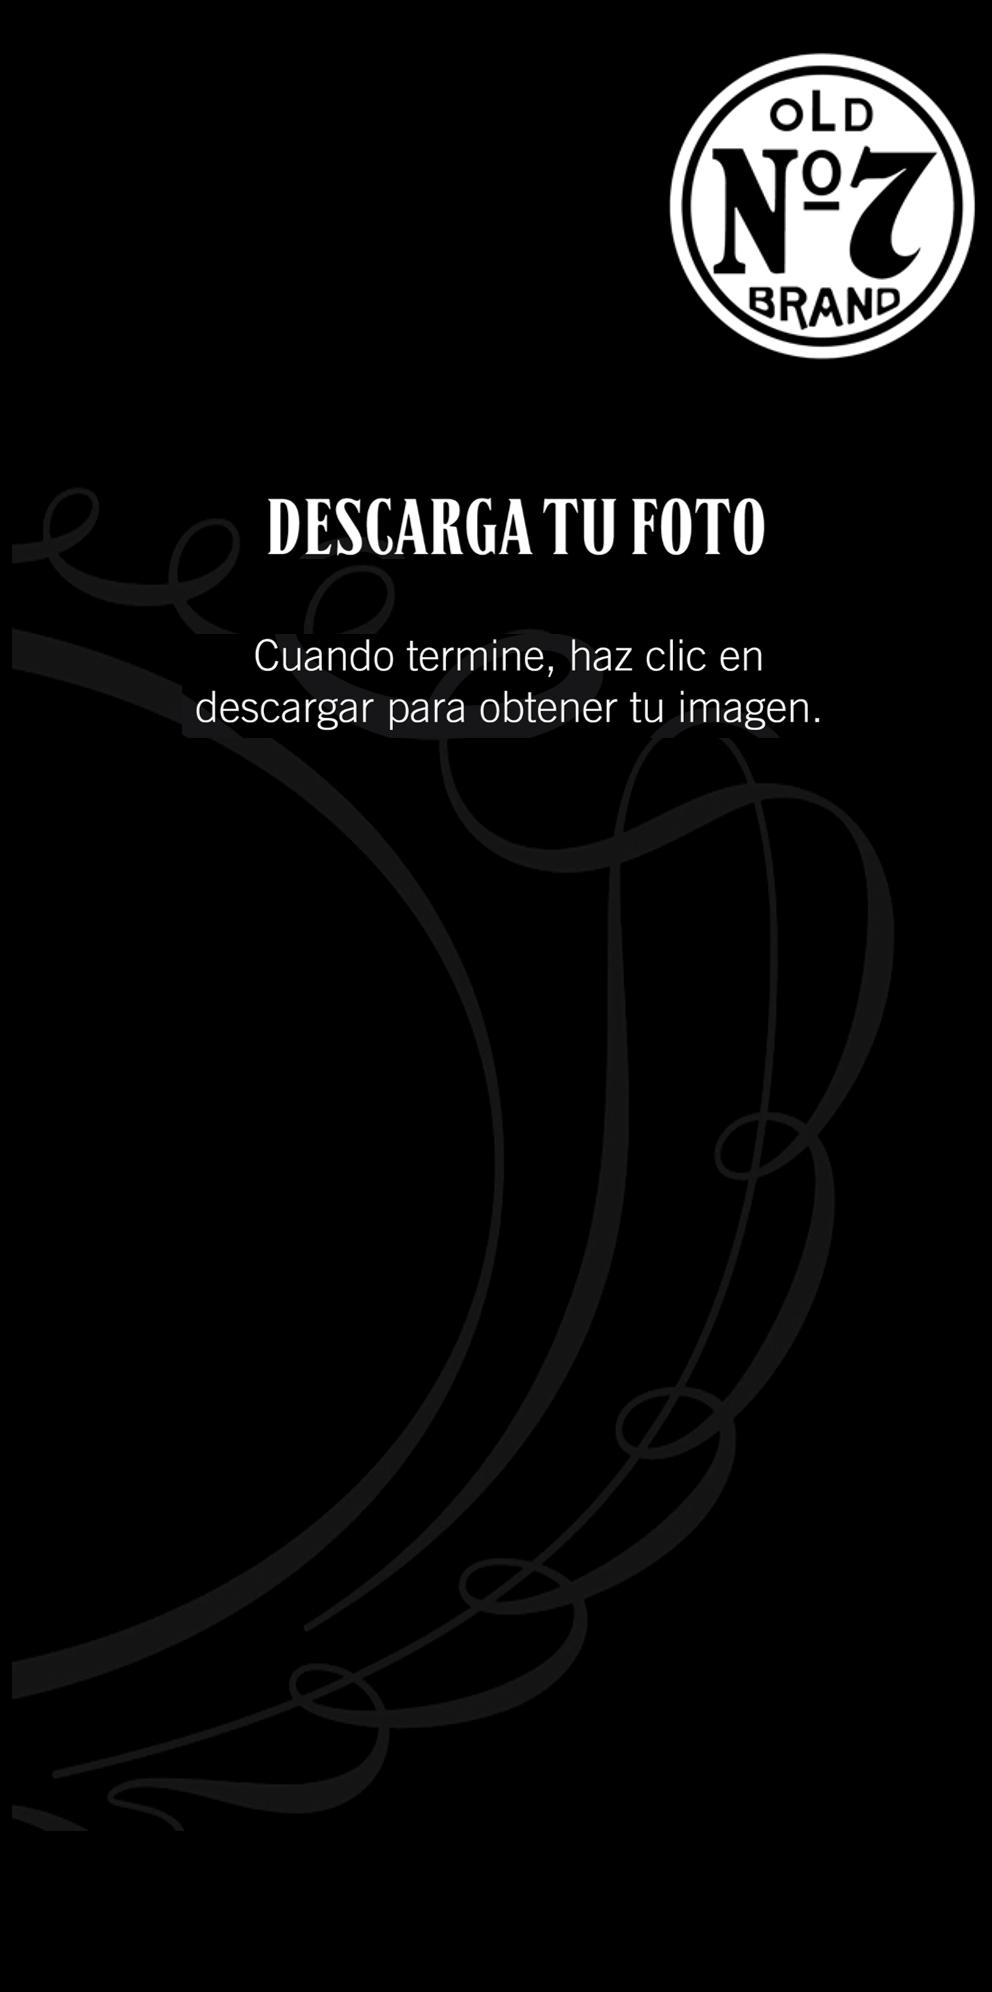 OLD
Nº7
BRAND
DESCARGA TU FOTO
Cuando termine, haz clic en
descargar para obtener tu imagen.